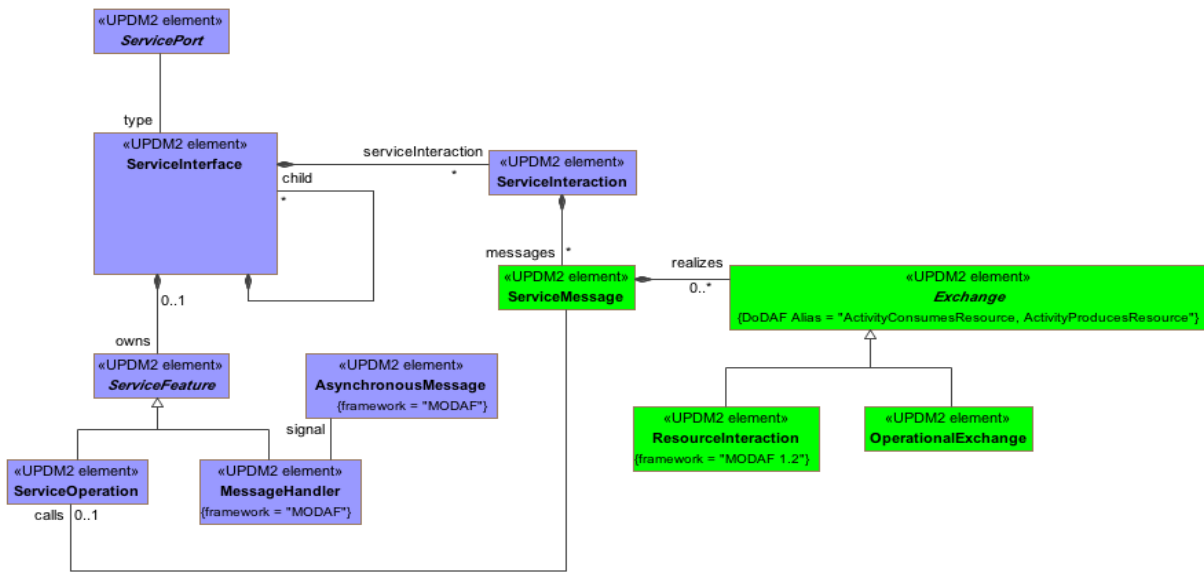 «UPDM2 element»
ServicePort
type
«UPDM2 element»
ServiceInterface
serviceInteraction
*
child
*
«UPDM2 element»
ServiceInteraction
messages
*
«UPDM2 element»
ServiceMessage
realizes
0..*
«UPDM2 element»
Exchange
{DoDAF Alias = "ActivityConsumesResource, ActivityProducesResource"}
0..1
owns
«UPDM2 element»
ServiceFeature
«UPDM2 element»
AsynchronousMessage
{framework = "MODAF"}
signal
«UPDM2 element»
ResourceInteraction
{framework = "MODAF 1.2"}
«UPDM2 element»
OperationalExchange
«UPDM2 element»
ServiceOperation
«UPDM2 element»
MessageHandler
{framework = "MODAF"}
calls
0..1